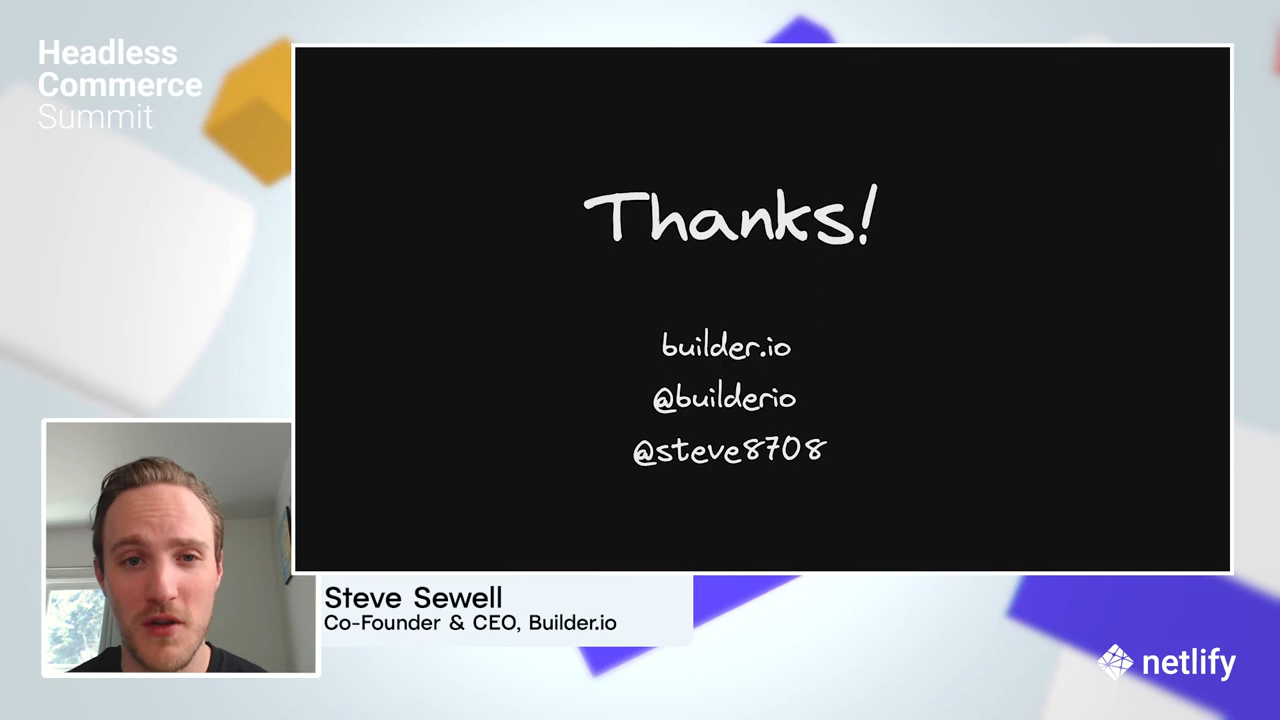 Headless
Commerce
Summit
Thanks!
builder.io
@builderio
@steve8708
Steve Sewell
Co-Founder & CEO, Builder.io
netlify